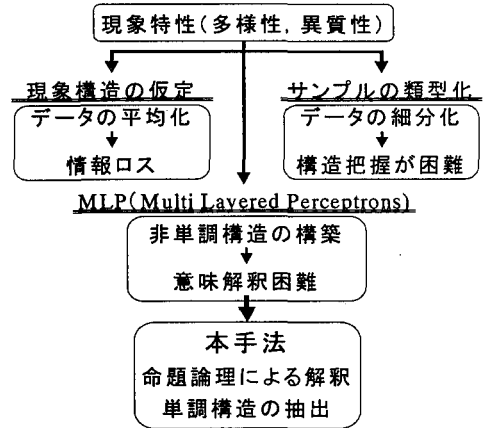 現象特性(多様性, 異質性)
現象構造の仮定
データの平均化
情報ロス
サンプルの類型化
データの細分化
構造把握が困難
MLP(Multi Layered Perceptrons)
非単調構造の構築
意味解釈困難
本手法
命題論理による解釈
単調構造の抽出